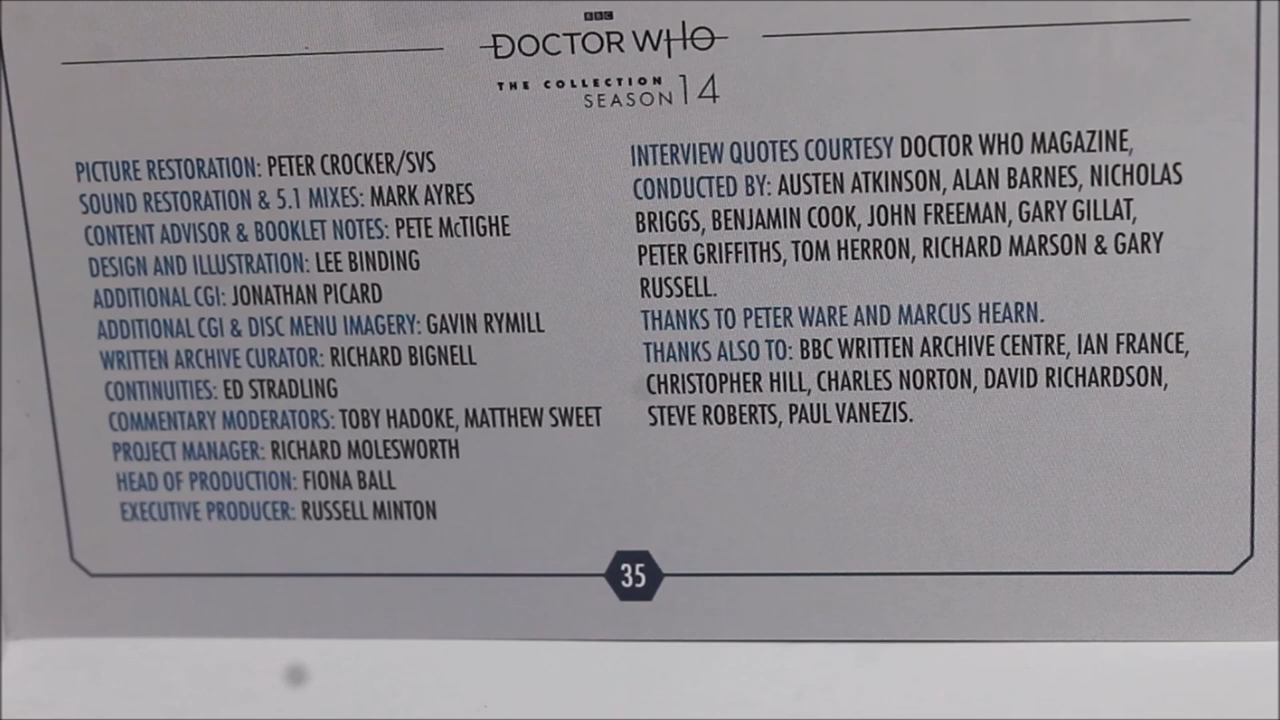 BBC
DOCTOR WHO
THE COLLECTION
SEASON 14
PICTURE RESTORATION: PETER CROCKER/SVS
SOUND RESTORATION & 5.1 MIXES: MARK AYRES
CONTENT ADVISOR & BOOKLET NOTES: PETE McTIGHE
DESIGN AND ILLUSTRATION: LEE BINDING
ADDITIONAL CGI: JONATHAN PICARD
ADDITIONAL CGI & DISC MENU IMAGERY: GAVIN RYMILL
WRITTEN ARCHIVE CURATOR: RICHARD BIGNELL
CONTINUITIES: ED STRADLING
COMMENTARY MODERATORS: TOBY HADOKE, MATTHEW SWEET
PROJECT MANAGER: RICHARD MOLESWORTH
HEAD OF PRODUCTION: FIONA BALL
EXECUTIVE PRODUCER: RUSSELL MINTON
INTERVIEW QUOTES COURTESY DOCTOR WHO MAGAZINE,
CONDUCTED BY: AUSTEN ATKINSON, ALAN BARNES, NICHOLAS
BRIGGS, BENJAMIN COOK, JOHN FREEMAN, GARY GILLAT,
PETER GRIFFITHS, TOM HERRON, RICHARD MARSON & GARY
RUSSELL.
THANKS TO PETER WARE AND MARCUS HEARN.
THANKS ALSO TO: BBC WRITTEN ARCHIVE CENTRE, IAN FRANCE,
CHRISTOPHER HILL, CHARLES NORTON, DAVID RICHARDSON,
STEVE ROBERTS, PAUL VANEZIS.
35